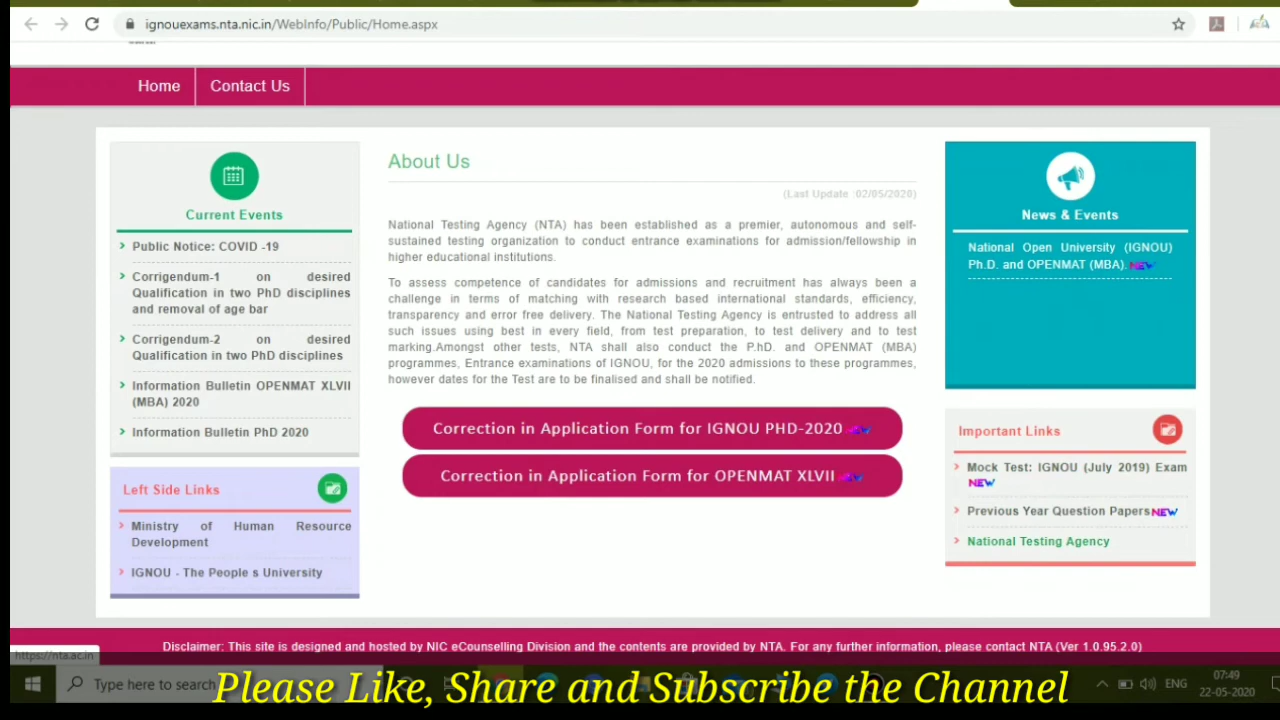 ignouexams.nta.nic.in/WebInfo/Public/Home.aspx
Home
Contact Us
Current Events
Public Notice: COVID -19
Corrigendum-1 on desired
Qualification in two PhD disciplines
and removal of age bar
Corrigendum-2 on desired
Qualification in two PhD disciplines
Information Bulletin OPENMAT XLVII
(MBA) 2020
Information Bulletin PhD 2020
Left Side Links
Ministry of Human Resource
Development
IGNOU - The People s University
About Us
(Last Update :02/05/2020)
National Testing Agency (NTA) has been established as a premier, autonomous and self-
sustained testing organization to conduct entrance examinations for admission/fellowship in
higher educational institutions.
To assess competence of candidates for admissions and recruitment has always been a
challenge in terms of matching with research based international standards, efficiency,
transparency and error free delivery. The National Testing Agency is entrusted to address all
such issues using best in every field, from test preparation, to test delivery and to test
marking.Amongst other tests, NTA shall also conduct the P.hD. and OPENMAT (MBA)
programmes, Entrance examinations of IGNOU, for the 2020 admissions to these programmes,
however dates for the Test are to be finalised and shall be notified.
Correction in Application Form for IGNOU PHD-2020 NEW
Correction in Application Form for OPENMAT XLVII NEW
News & Events
National Open University (IGNOU)
Ph.D. and OPENMAT (MBA). NEW
Important Links
Mock Test: IGNOU (July 2019) Exam
NEW
Previous Year Question Papers NEW
National Testing Agency
Disclaimer: This site is designed and hosted by NIC eCounselling Division and the contents are provided by NTA. For any further information, please contact NTA (Ver 1.0.95.2.0)
https://nta.ac.in
Type here to search
Please Like, Share and Subscribe the Channel
ENG
07:49
22-05-2020